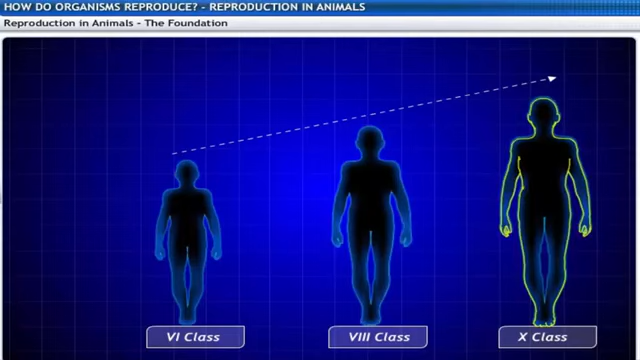 HOW DO ORGANISMS REPRODUCE? - REPRODUCTION IN ANIMALS
Reproduction in Animals - The Foundation
VI Class
VIII Class
X Class